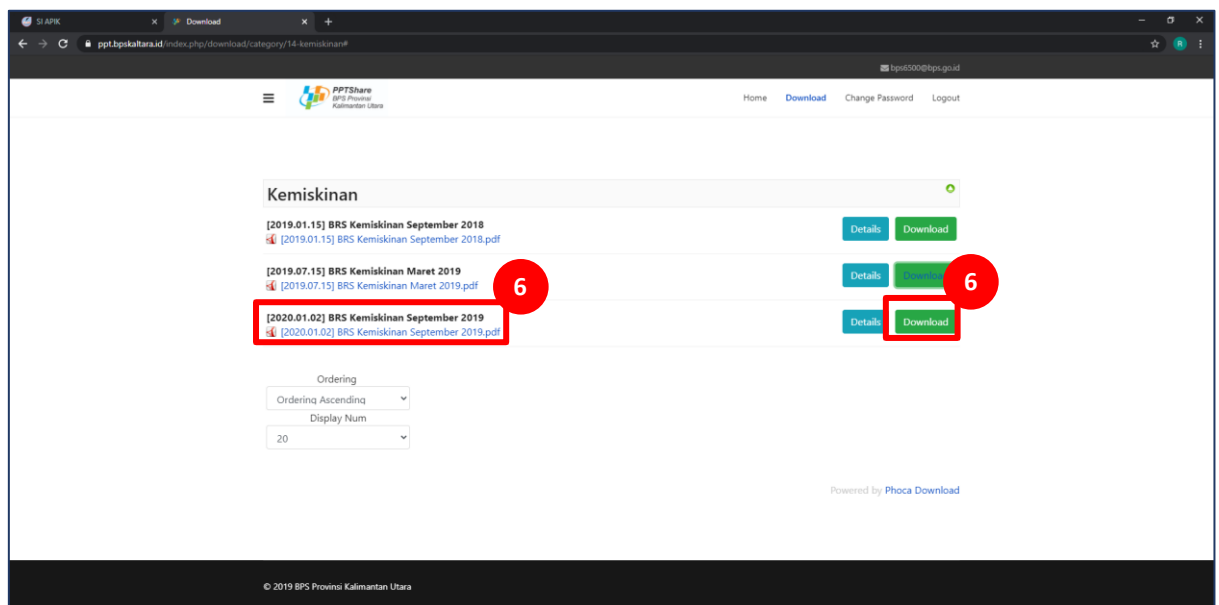 SI APIK
Download
ppt.bpskaltara.id/index.php/download/category/14-kemiskinan#
R
bps6500@bps.go.id
PPTShare
BPS Provinsi
Kalimantan Utara
Home Download Change Password Logout
Kemiskinan
[2019.01.15] BRS Kemiskinan September 2018
[2019.01.15] BRS Kemiskinan September 2018.pdf
Details Download
[2019.07.15] BRS Kemiskinan Maret 2019
[2019.07.15] BRS Kemiskinan Maret 2019.pdf
Details
6
6
[2020.01.02] BRS Kemiskinan September 2019
[2020.01.02] BRS Kemiskinan September 2019.pdf
Details Download
Ordering
Ordering Ascending
Display Num
20
Powered by Phoca Download
© 2019 BPS Provinsi Kalimantan Utara